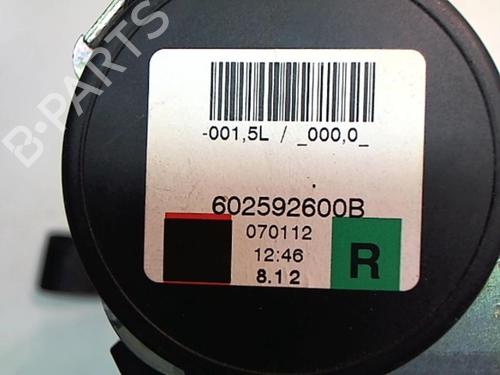 B-PARTS
-001,5L / _000,0_
602592600B
070112
12:46
8.12
R